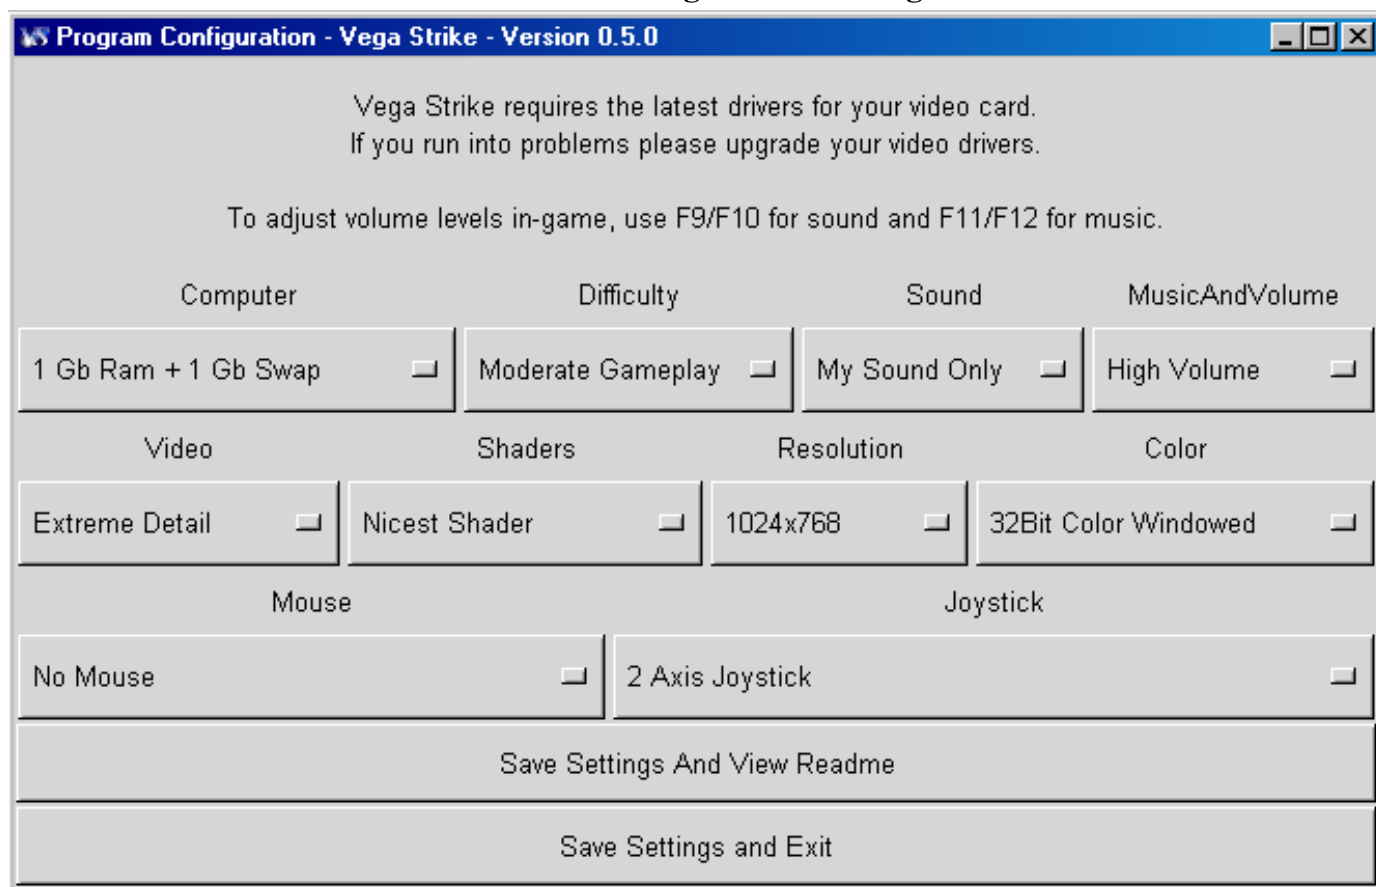 Program Configuration - Vega Strike - Version 0.5.0
Vega Strike requires the latest drivers for your video card.
If you run into problems please upgrade your video drivers.
To adjust volume levels in-game, use F9/F10 for sound and F11/F12 for music.
Computer Difficulty Sound MusicAndVolume
1 Gb Ram + 1 Gb Swap Moderate Gameplay My Sound Only High Volume
Video Shaders Resolution Color
Extreme Detail Nicest Shader 1024x768 32Bit Color Windowed
Mouse Joystick
No Mouse 2 Axis Joystick
Save Settings And View Readme
Save Settings and Exit